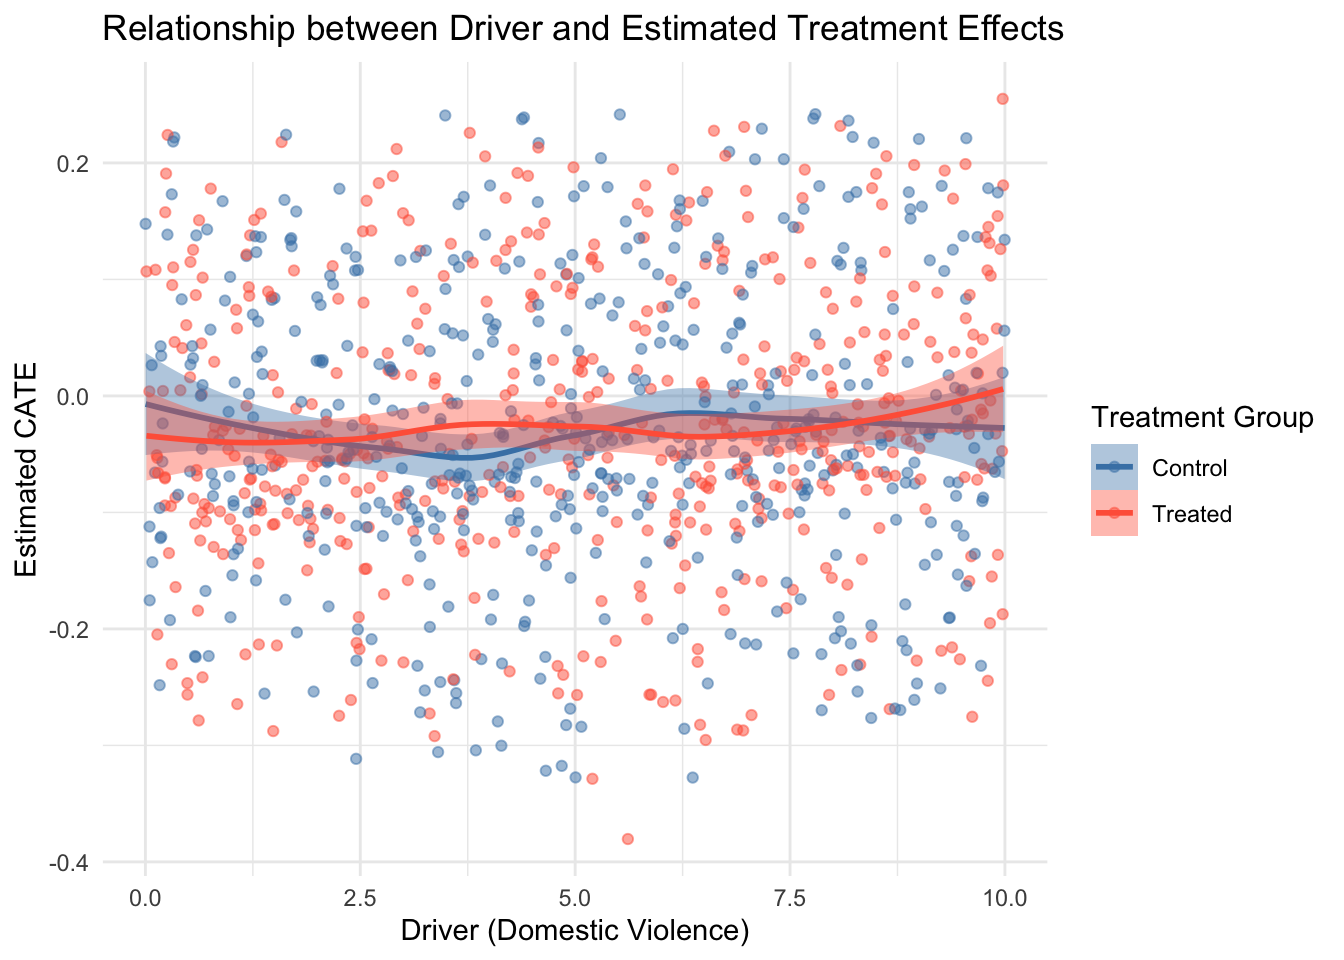 Relationship between Driver and Estimated Treatment Effects
Estimated CATE
0.2
0.0
-0.2
-0.4
0.0 2.5 5.0 7.5 10.0
Driver (Domestic Violence)
Treatment Group
Control
Treated